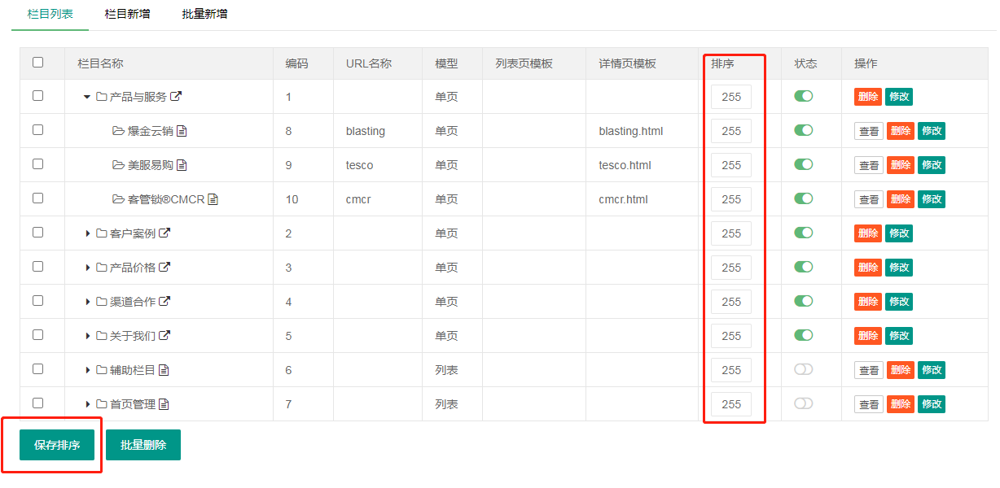 栏目列表 栏目新增 批量新增
栏目名称 编码 URL名称 模型 列表页模板 详情页模板 排序 状态 操作
产品与服务 1 单页 255 删除 修改
爆金云销 8 blasting 单页 blasting.html 255 查看 删除 修改
美服易购 9 tesco 单页 tesco.html 255 查看 删除 修改
客管锁®CMCR 10 cmcr 单页 cmcr.html 255 查看 删除 修改
客户案例 2 单页 255 删除 修改
产品价格 3 单页 255 删除 修改
渠道合作 4 单页 255 删除 修改
关于我们 5 单页 255 删除 修改
辅助栏目 6 列表 255 查看 删除 修改
首页管理 7 列表 255 查看 删除 修改
保存排序 批量删除